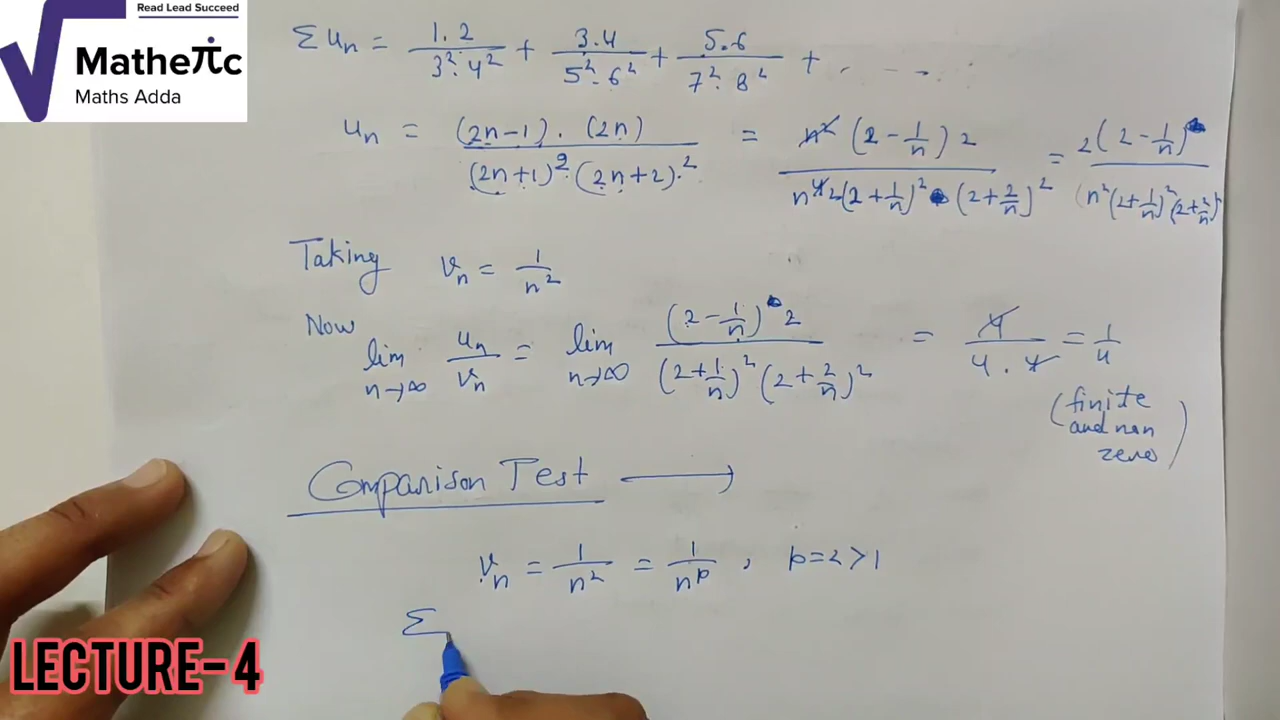 Read Lead Succeed
Matheπc
Maths Adda
Σ uₙ = 1.2 / 3².4² + 3.4 / 5².6² + 5.6 / 7².8² + . ....
uₙ = (2n-1).(2n) / (2n+1)².(2n+2)² = n²(2-1/n)2 / n⁴(2+1/n)²(2+2/n)² = 2(2-1/n) / n²(2+1/n)²(2+2/n)²
Taking vₙ = 1/n²
Now
lim n→∞ uₙ/vₙ = lim n→∞ (2-1/n)2 / (2+1/n)²(2+2/n)² = 4 / 4.4 = 1/4
(finite
and non
zero)
Comparison Test →
vₙ = 1/n² = 1/nᵖ , p=2>1
Σ
LECTURE-4